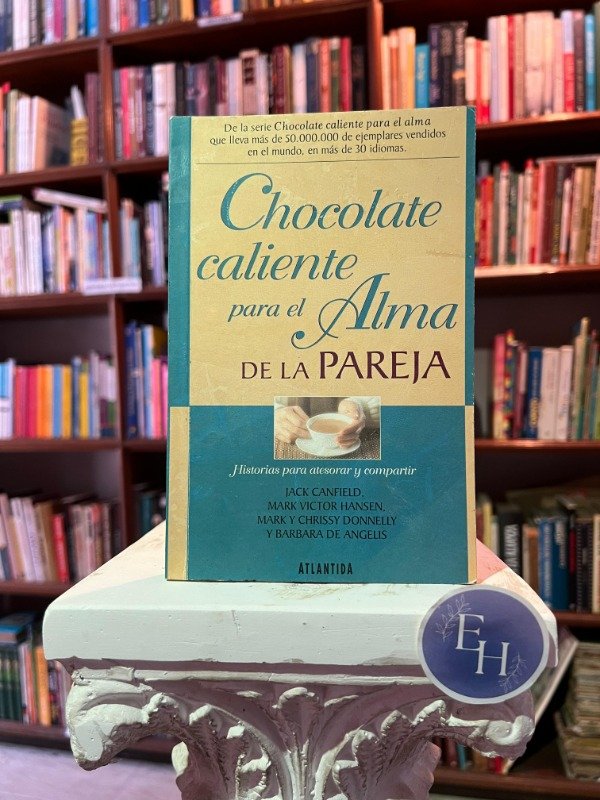 De la serie Chocolate caliente para el alma
que lleva más de 50.000.000 de ejemplares vendidos
en el mundo, en más de 30 idiomas.
Chocolate
caliente
para el Alma
DE LA PAREJA
Historias para atesorar y compartir
JACK CANFIELD,
MARK VICTOR HANSEN,
MARK Y CHRISSY DONNELLY
Y BARBARA DE ANGELIS
ATLANTIDA
EH